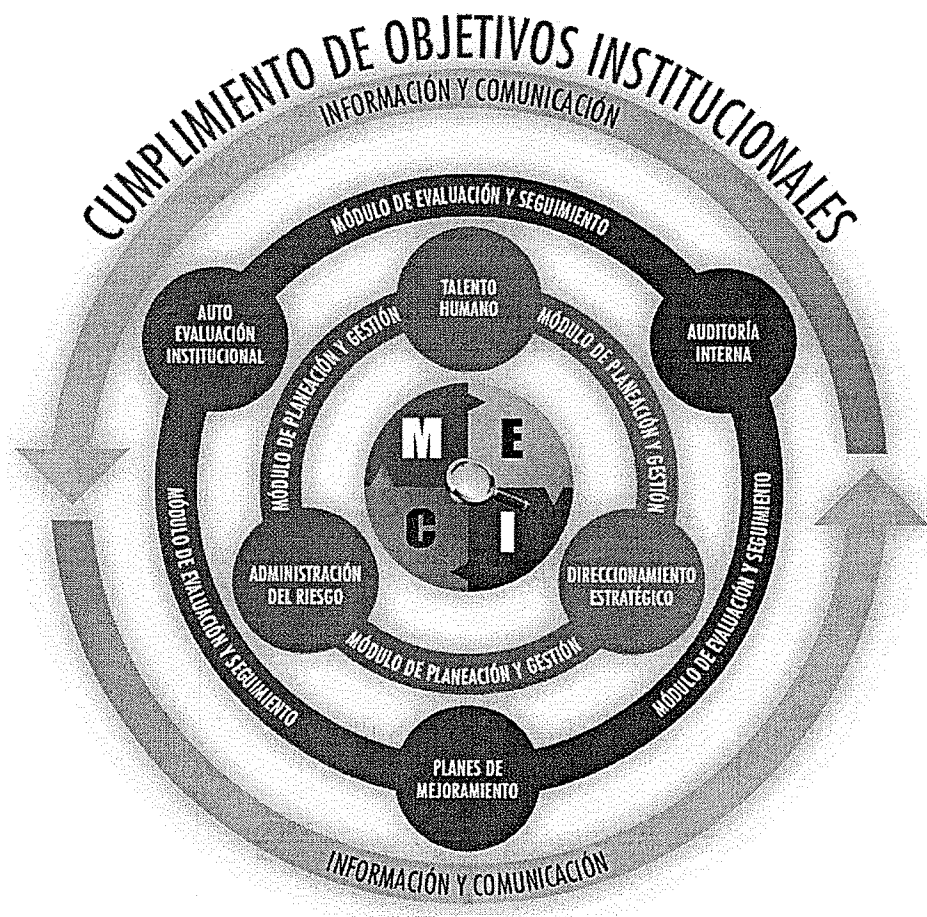 CUMPLIMIENTO DE OBJETIVOS INSTITUCIONALES
INFORMACIÓN Y COMUNICACIÓN
MÓDULO DE EVALUACIÓN Y SEGUIMIENTO
TALENTO
HUMANO
AUTO
EVALUACIÓN
INSTITUCIONAL
AUDITORÍA
INTERNA
MÓDULO DE PLANEACIÓN Y GESTIÓN
MÓDULO DE PLANEACIÓN Y GESTIÓN
M E
C I
ADMINISTRACIÓN
DEL RIESGO
DIRECCIONAMIENTO
ESTRATÉGICO
MÓDULO DE EVALUACIÓN Y SEGUIMIENTO
MÓDULO DE EVALUACIÓN Y SEGUIMIENTO
MÓDULO DE PLANEACIÓN Y GESTIÓN
PLANES DE
MEJORAMIENTO
INFORMACIÓN Y COMUNICACIÓN